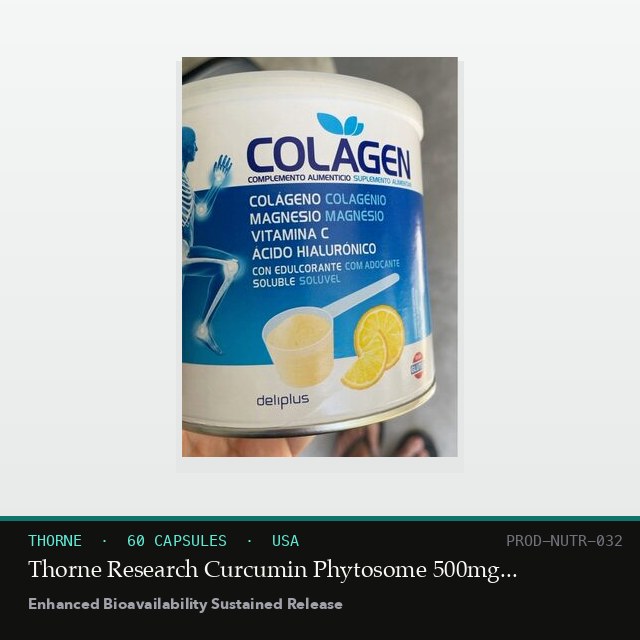 COLAGEN
COMPLEMENTO ALIMENTICIO SUPLEMENTO ALIMENTAR
COLÁGENO COLAGÉNIO
MAGNESIO MAGNÉSIO
VITAMINA C
ÁCIDO HIALURÓNICO
CON EDULCORANTE COM ADOÇANTE
SOLUBLE SOLÚVEL
deliplus
THORNE · 60 CAPSULES · USA
PROD–NUTR–032
Thorne Research Curcumin Phytosome 500mg...
Enhanced Bioavailability Sustained Release